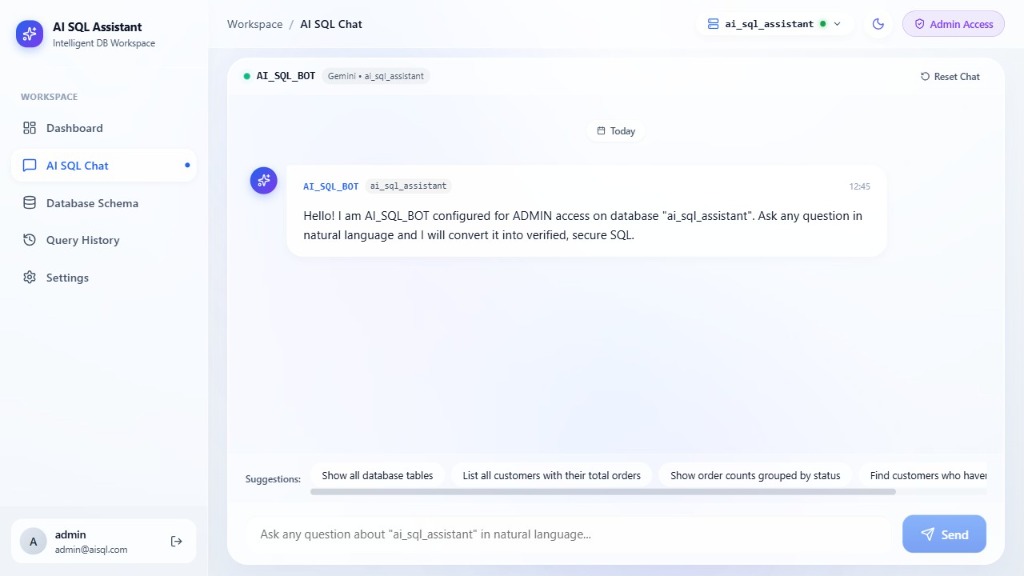 AI SQL Assistant
Intelligent DB Workspace
WORKSPACE
Dashboard
AI SQL Chat
Database Schema
Query History
Settings
A
admin
admin@aisql.com
Workspace / AI SQL Chat
ai_sql_assistant
Admin Access
AI_SQL_BOT
Gemini • ai_sql_assistant
Reset Chat
Today
AI_SQL_BOT ai_sql_assistant 12:45
Hello! I am AI_SQL_BOT configured for ADMIN access on database "ai_sql_assistant". Ask any question in
natural language and I will convert it into verified, secure SQL.
Suggestions: Show all database tables List all customers with their total orders Show order counts grouped by status Find customers who haven
Ask any question about "ai_sql_assistant" in natural language...
Send